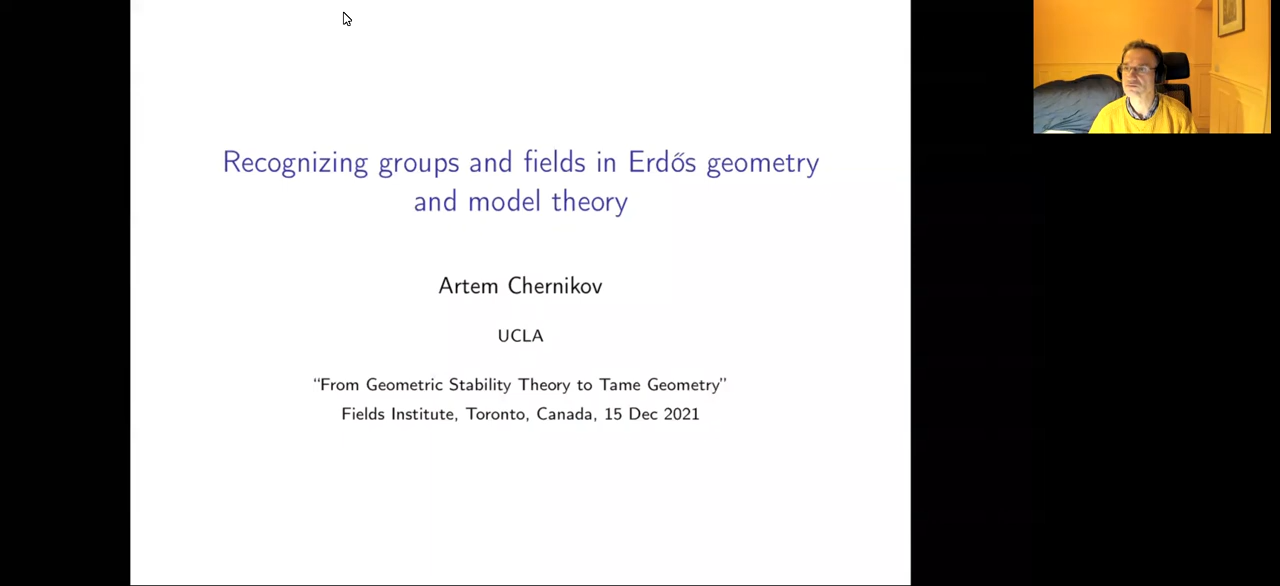 Recognizing groups and fields in Erdős geometry
and model theory
Artem Chernikov
UCLA
“From Geometric Stability Theory to Tame Geometry”
Fields Institute, Toronto, Canada, 15 Dec 2021